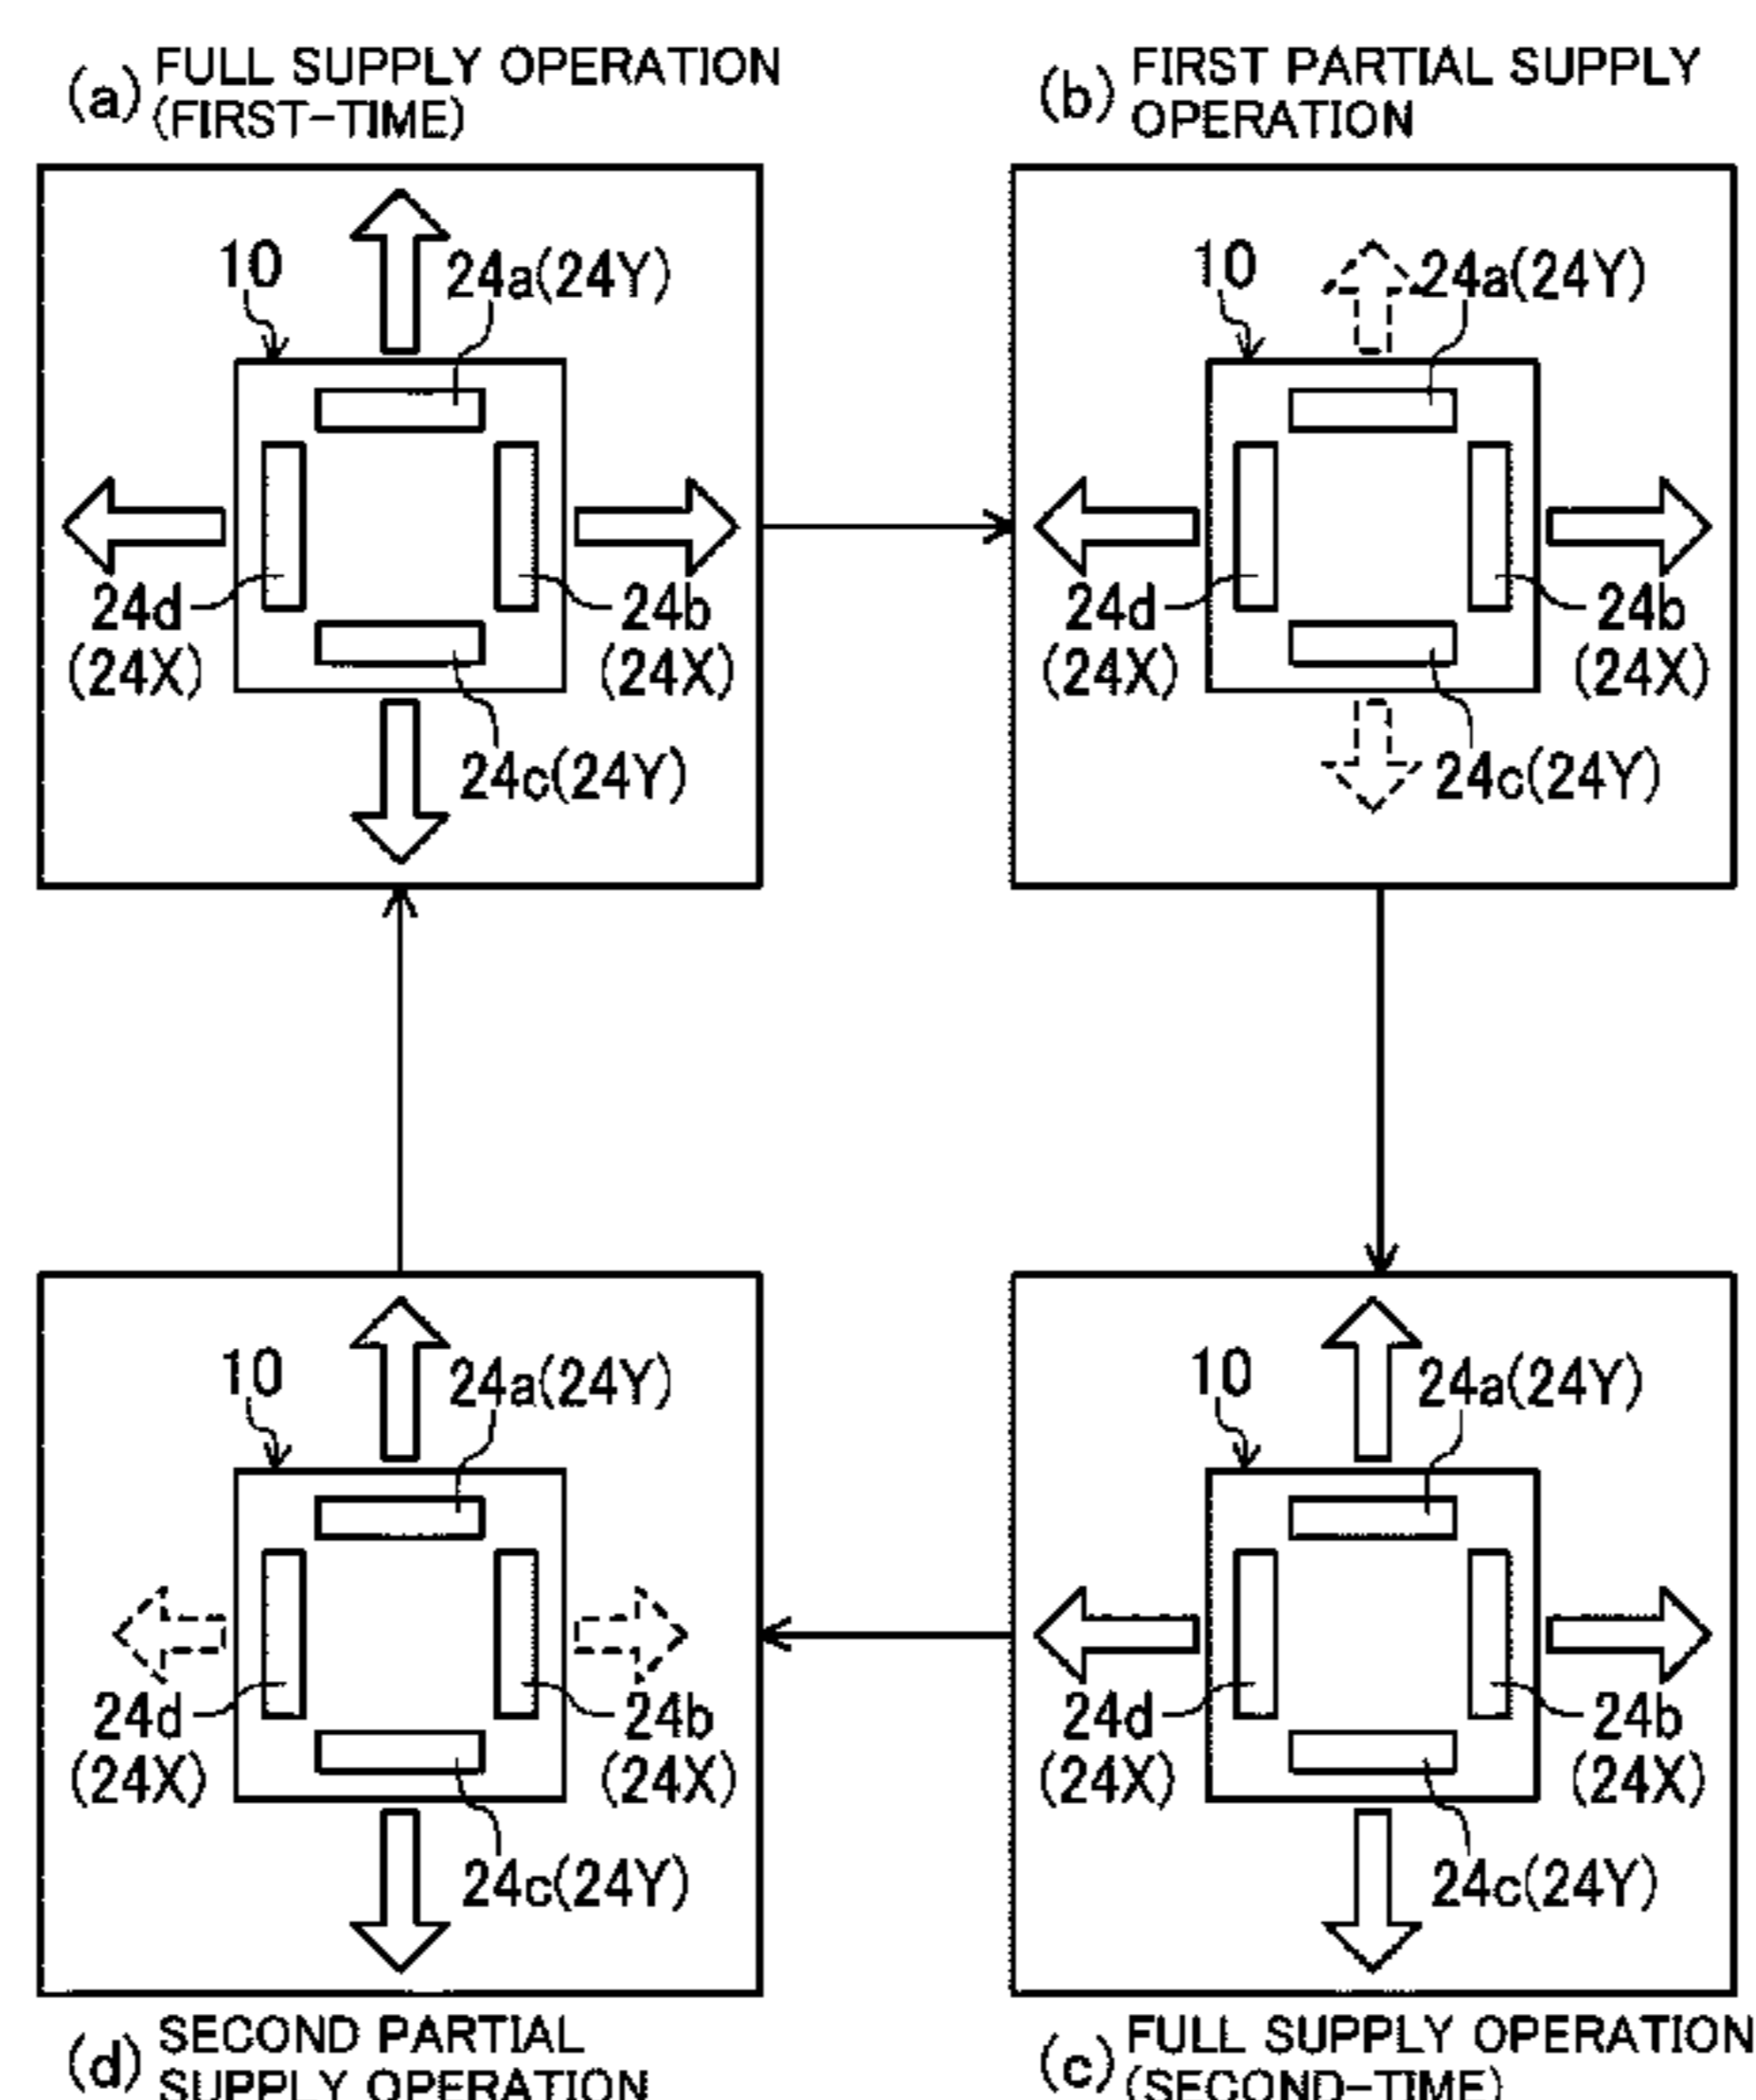 (a) FULL SUPPLY OPERATION
(FIRST-TIME)
10
24a(24Y)
24d
(24X)
24b
(24X)
24c(24Y)
(b) FIRST PARTIAL SUPPLY
OPERATION
10
24a(24Y)
24d
(24X)
24b
(24X)
24c(24Y)
10
24a(24Y)
24d
(24X)
24b
(24X)
24c(24Y)
(d) SECOND PARTIAL
SUPPLY OPERATION
10
24a(24Y)
24d
(24X)
24b
(24X)
24c(24Y)
(c) FULL SUPPLY OPERATION
(SECOND-TIME)